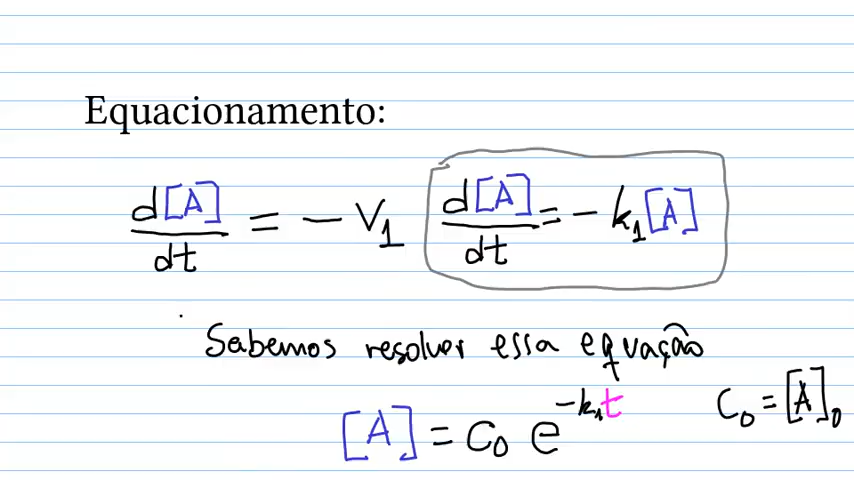 Equacionamento:
d[A]/dt = - V₁ d[A]/dt = - k₁[A]
Sabemos resolver essa equação
[A] = C₀ e^(-k₁t) C₀ = [A]₀